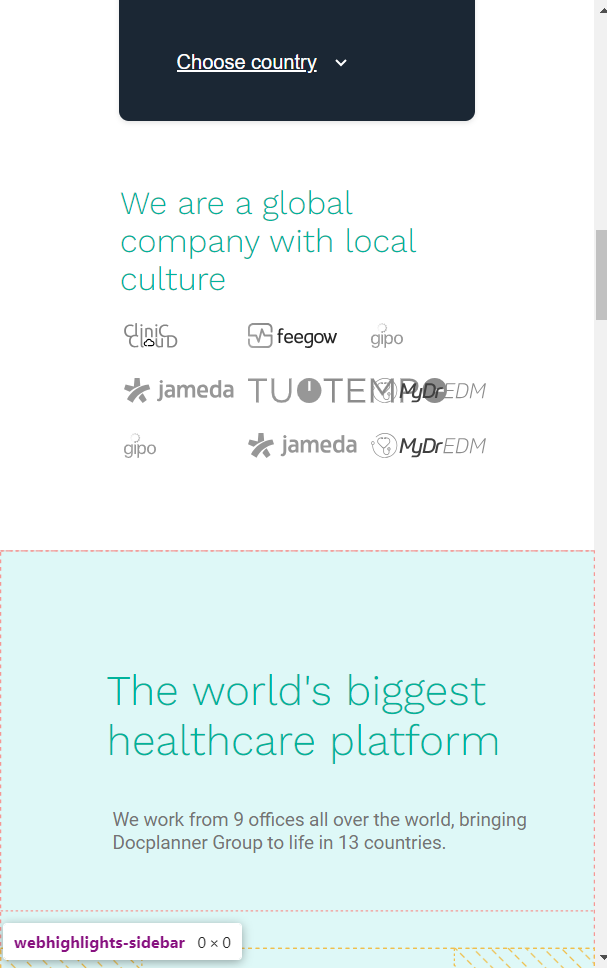 Choose country
We are a global
company with local
culture
CliniC
CLouD
feegow
gipo
jameda
TUOTEMPO
MyDrEDM
gipo
jameda
MyDrEDM
The world's biggest
healthcare platform
We work from 9 offices all over the world, bringing
Docplanner Group to life in 13 countries.
webhighlights-sidebar 0 × 0